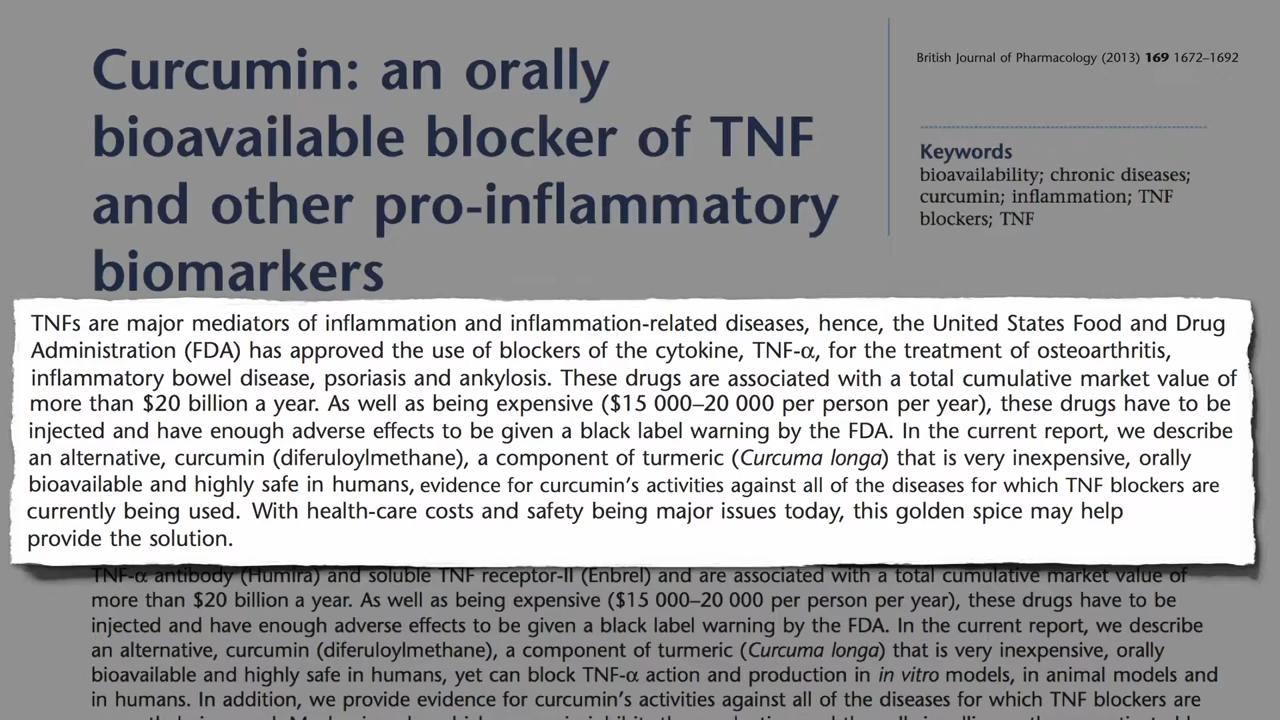 Curcumin: an orally
bioavailable blocker of TNF
and other pro-inflammatory
biomarkers
British Journal of Pharmacology (2013) 169 1672–1692
Keywords
bioavailability; chronic diseases;
curcumin; inflammation; TNF
blockers; TNF
TNFs are major mediators of inflammation and inflammation-related diseases, hence, the United States Food and Drug
Administration (FDA) has approved the use of blockers of the cytokine, TNF-α, for the treatment of osteoarthritis,
inflammatory bowel disease, psoriasis and ankylosis. These drugs are associated with a total cumulative market value of
more than $20 billion a year. As well as being expensive ($15 000–20 000 per person per year), these drugs have to be
injected and have enough adverse effects to be given a black label warning by the FDA. In the current report, we describe
an alternative, curcumin (diferuloylmethane), a component of turmeric (Curcuma longa) that is very inexpensive, orally
bioavailable and highly safe in humans, evidence for curcumin's activities against all of the diseases for which TNF blockers are
currently being used. With health-care costs and safety being major issues today, this golden spice may help
provide the solution.
TNF-α antibody (Humira) and soluble TNF receptor-II (Enbrel) and are associated with a total cumulative market value of
more than $20 billion a year. As well as being expensive ($15 000–20 000 per person per year), these drugs have to be
injected and have enough adverse effects to be given a black label warning by the FDA. In the current report, we describe
an alternative, curcumin (diferuloylmethane), a component of turmeric (Curcuma longa) that is very inexpensive, orally
bioavailable and highly safe in humans, yet can block TNF-α action and production in in vitro models, in animal models and
in humans. In addition, we provide evidence for curcumin's activities against all of the diseases for which TNF blockers are